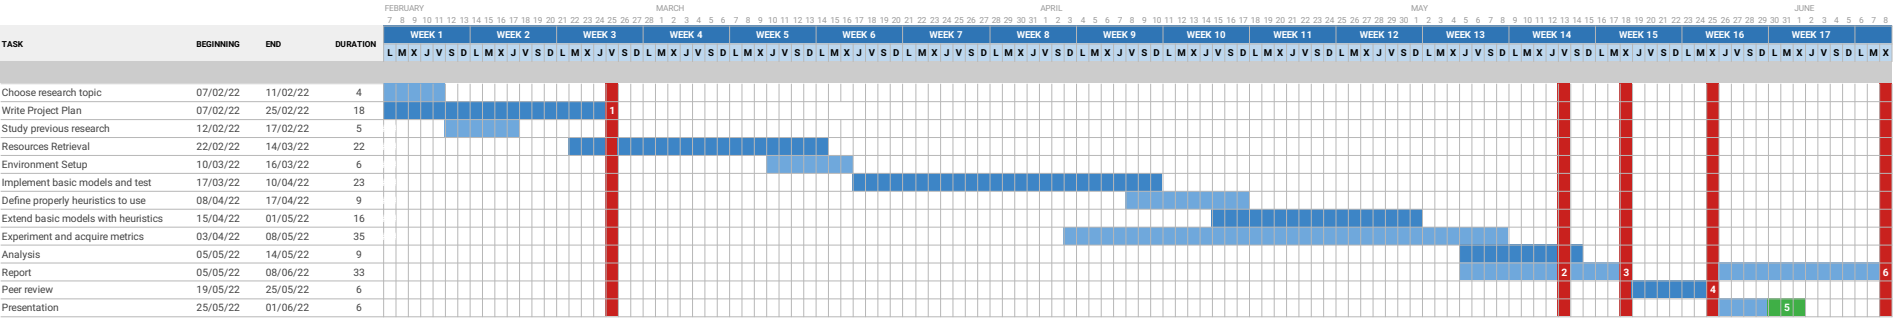 FEBRUARY MARCH APRIL MAY JUNE
7 8 9 10 11 12 13 14 15 16 17 18 19 20 21 22 23 24 25 26 27 28 1 2 3 4 5 6 7 8 9 10 11 12 13 14 15 16 17 18 19 20 21 22 23 24 25 26 27 28 29 30 31 1 2 3 4 5 6 7 8 9 10 11 12 13 14 15 16 17 18 19 20 21 22 23 24 25 26 27 28 29 30 1 2 3 4 5 6 7 8 9 10 11 12 13 14 15 16 17 18 19 20 21 22 23 24 25 26 27 28 29 30 31 1 2 3 4 5 6 7 8
WEEK 1 WEEK 2 WEEK 3 WEEK 4 WEEK 5 WEEK 6 WEEK 7 WEEK 8 WEEK 9 WEEK 10 WEEK 11 WEEK 12 WEEK 13 WEEK 14 WEEK 15 WEEK 16 WEEK 17
TASK BEGINNING END DURATION
L M X J V S D L M X J V S D L M X J V S D L M X J V S D L M X J V S D L M X J V S D L M X J V S D L M X J V S D L M X J V S D L M X J V S D L M X J V S D L M X J V S D L M X J V S D L M X J V S D L M X J V S D L M X J V S D L M X J V S D L M X
Choose research topic 07/02/22 11/02/22 4
Write Project Plan 07/02/22 25/02/22 18 1
Study previous research 12/02/22 17/02/22 5
Resources Retrieval 22/02/22 14/03/22 22
Environment Setup 10/03/22 16/03/22 6
Implement basic models and test 17/03/22 10/04/22 23
Define properly heuristics to use 08/04/22 17/04/22 9
Extend basic models with heuristics 15/04/22 01/05/22 16
Experiment and acquire metrics 03/04/22 08/05/22 35
Analysis 05/05/22 14/05/22 9
Report 05/05/22 08/06/22 33 2 3 6
Peer review 19/05/22 25/05/22 6 4
Presentation 25/05/22 01/06/22 6 5